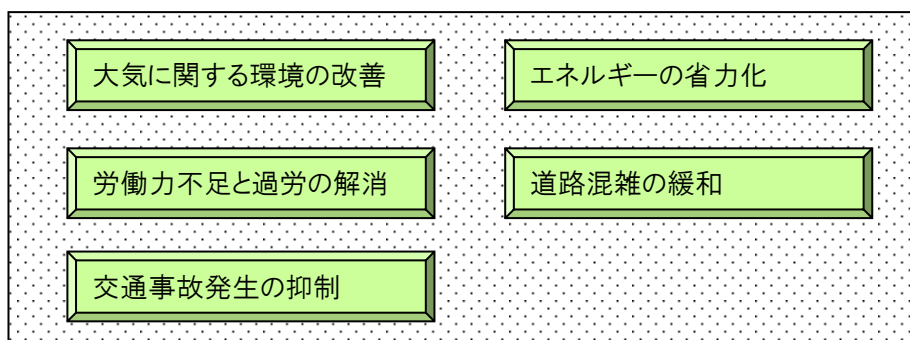 大気に関する環境の改善
エネルギーの省力化
労働力不足と過労の解消
道路混雑の緩和
交通事故発生の抑制